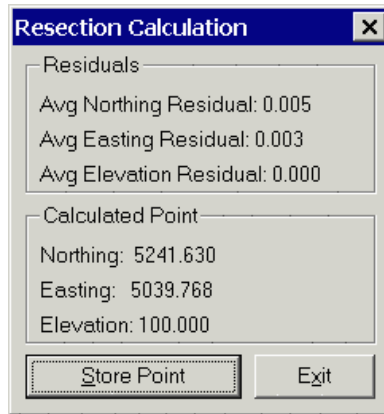 Resection Calculation
Residuals
Avg Northing Residual: 0.005
Avg Easting Residual: 0.003
Avg Elevation Residual: 0.000
Calculated Point
Northing: 5241.630
Easting: 5039.768
Elevation: 100.000
Store Point Exit